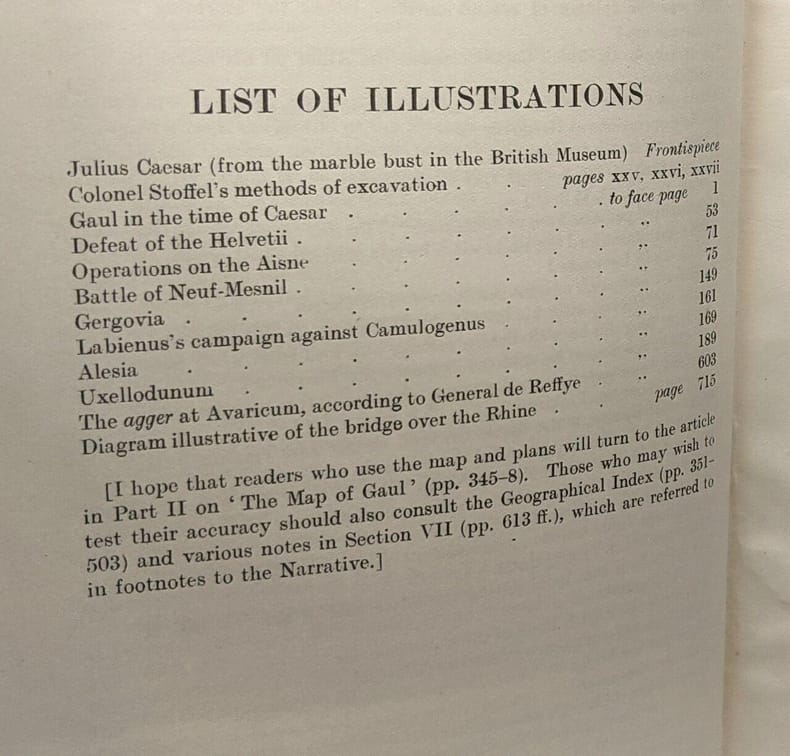 LIST OF ILLUSTRATIONS
Julius Caesar (from the marble bust in the British Museum) Frontispiece
Colonel Stoffel's methods of excavation . . pages xxv, xxvi, xxvii
Gaul in the time of Caesar . . . . . . to face page 1
Defeat of the Helvetii . . . . . . . „ 53
Operations on the Aisne . . . . . . „ 71
Battle of Neuf-Mesnil . . . . . . . „ 75
Gergovia . . . . . . . . . „ 149
Labienus's campaign against Camulogenus . . . „ 161
Alesia . . . . . . . . . „ 169
Uxellodunum . . . . . . . . „ 189
The agger at Avaricum, according to General de Reffye . „ 603
Diagram illustrative of the bridge over the Rhine . . page 715
[I hope that readers who use the map and plans will turn to the article
in Part II on ‘The Map of Gaul’ (pp. 345–8). Those who may wish to
test their accuracy should also consult the Geographical Index (pp. 351–
503) and various notes in Section VII (pp. 613 ff.), which are referred to
in footnotes to the Narrative.]